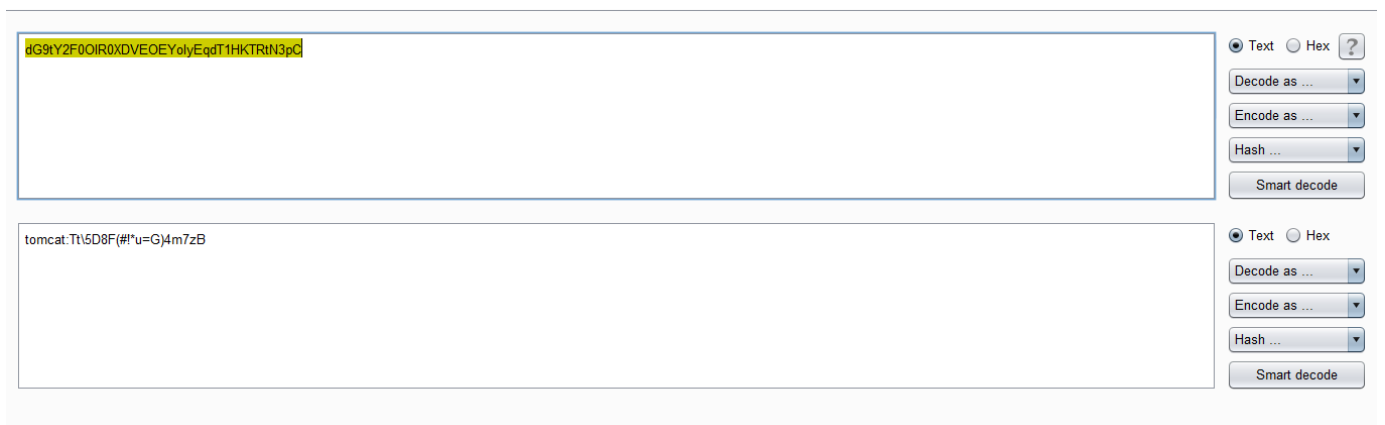 dG9tY2F0OlR0XDVEOEYoIyEqdT1HKTRtN3pC
Text Hex ?
Decode as ...
Encode as ...
Hash ...
Smart decode
tomcat:Tt\5D8F(#!*u=G)4m7zB
Text Hex
Decode as ...
Encode as ...
Hash ...
Smart decode